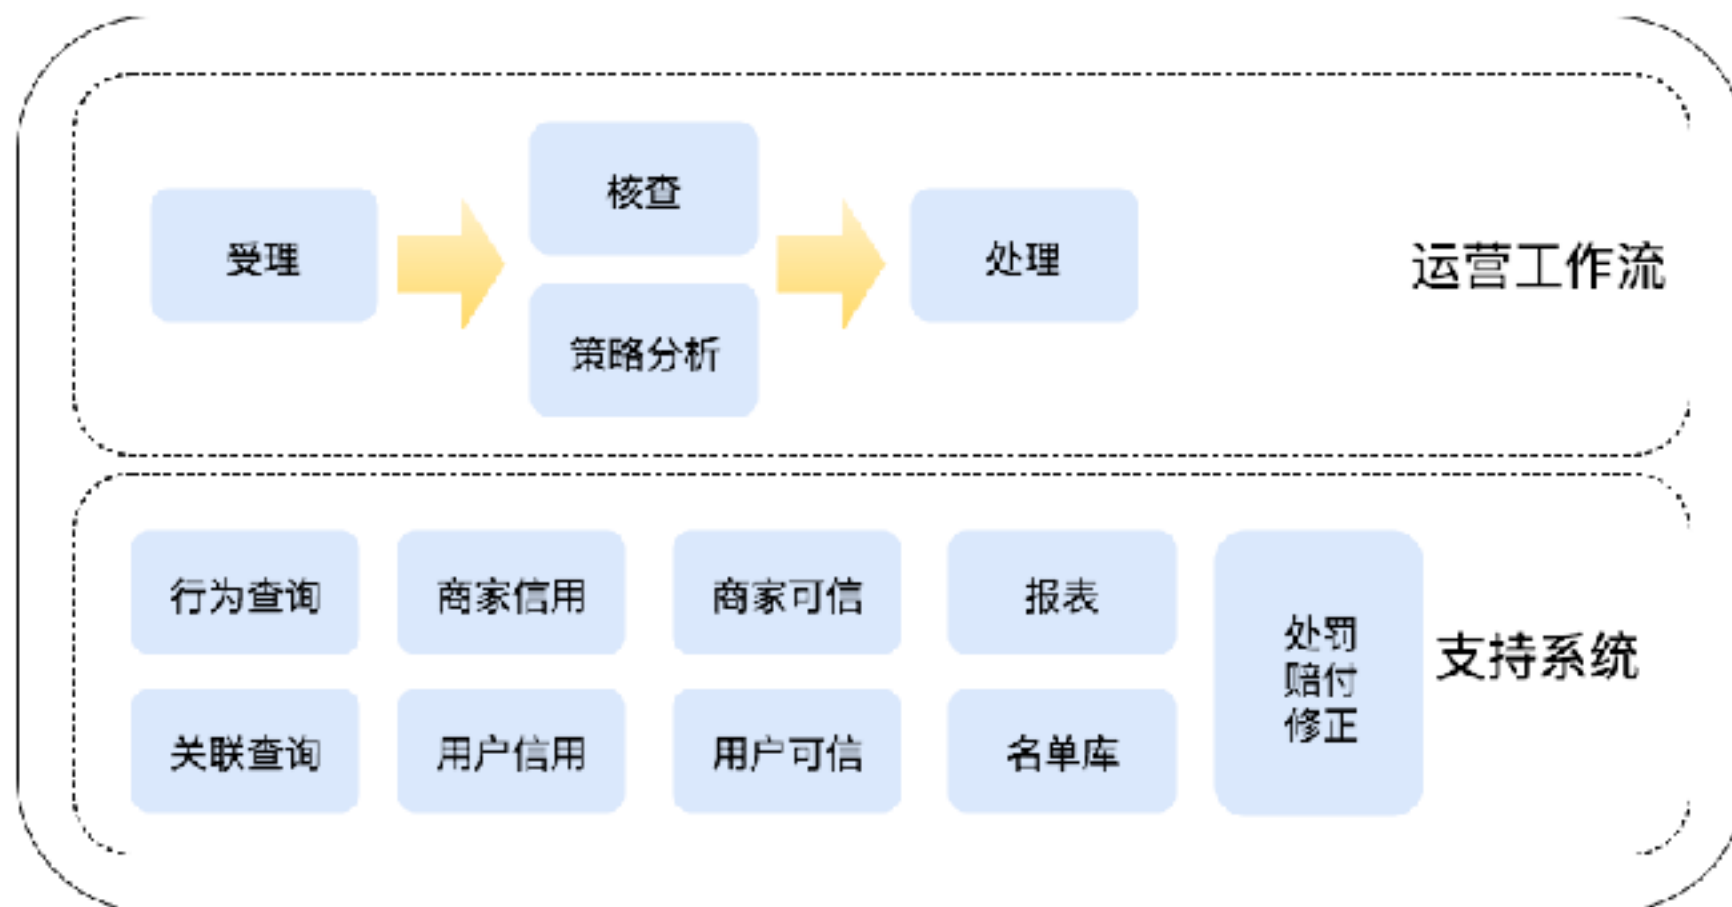 核查
受理
处理
运营工作流
策略分析
行为查询
商家信用
商家可信
报表
处罚
赔付
修正
支持系统
关联查询
用户信用
用户可信
名单库